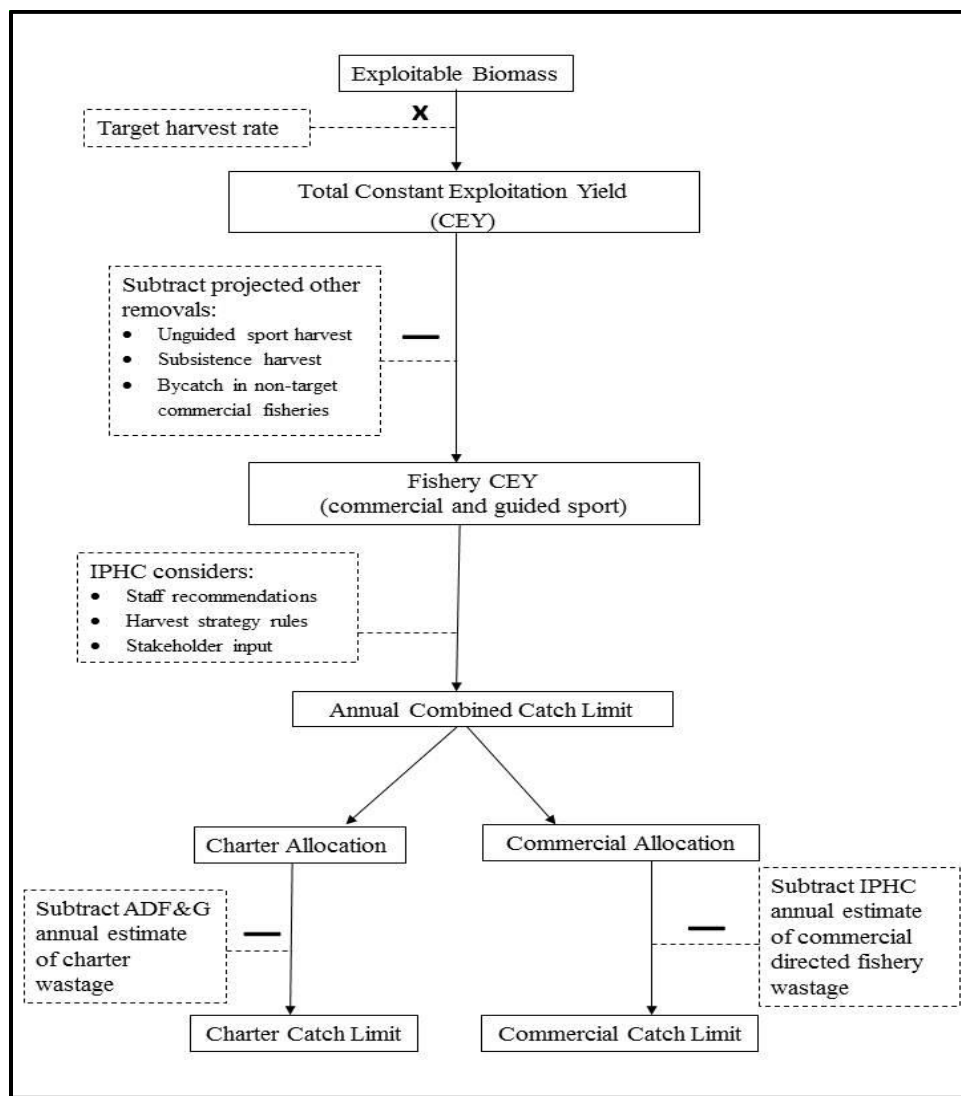 Exploitable Biomass
x
Target harvest rate
Total Constant Exploitation Yield
(CEY)
Subtract projected other
removals:
• Unguided sport harvest
• Subsistence harvest
• Bycatch in non-target
commercial fisheries
—
Fishery CEY
(commercial and guided sport)
IPHC considers:
• Staff recommendations
• Harvest strategy rules
• Stakeholder input
Annual Combined Catch Limit
Charter Allocation
Commercial Allocation
Subtract ADF&G
annual estimate
of charter
wastage
—
—
Subtract IPHC
annual estimate
of commercial
directed fishery
wastage
Charter Catch Limit
Commercial Catch Limit